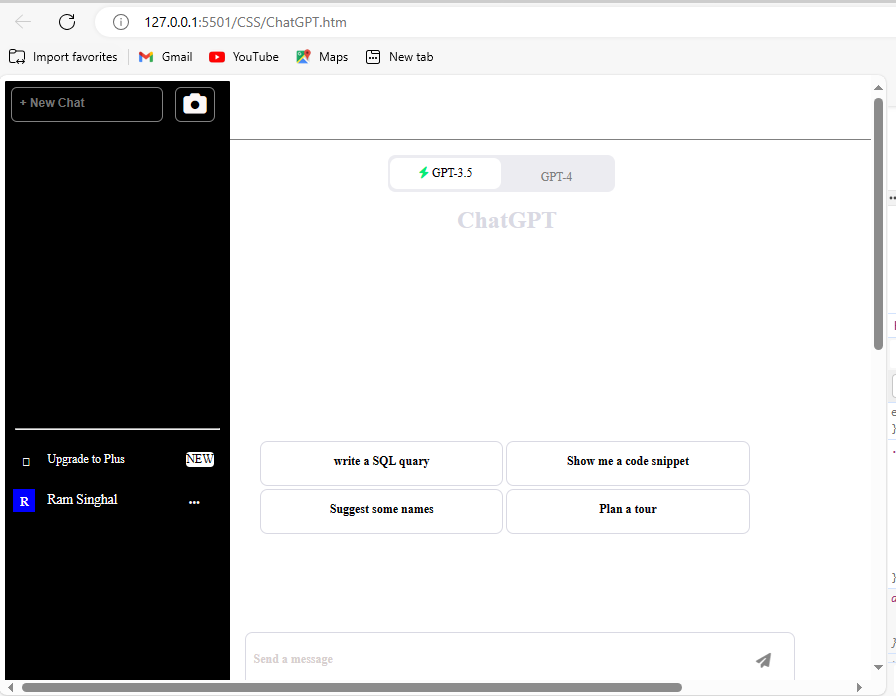 127.0.0.1:5501/CSS/ChatGPT.htm
Import favorites Gmail YouTube Maps New tab
+ New Chat
GPT-3.5 GPT-4
ChatGPT
write a SQL quary Show me a code snippet
Upgrade to Plus NEW
Ram Singhal
R
Suggest some names Plan a tour
Send a message